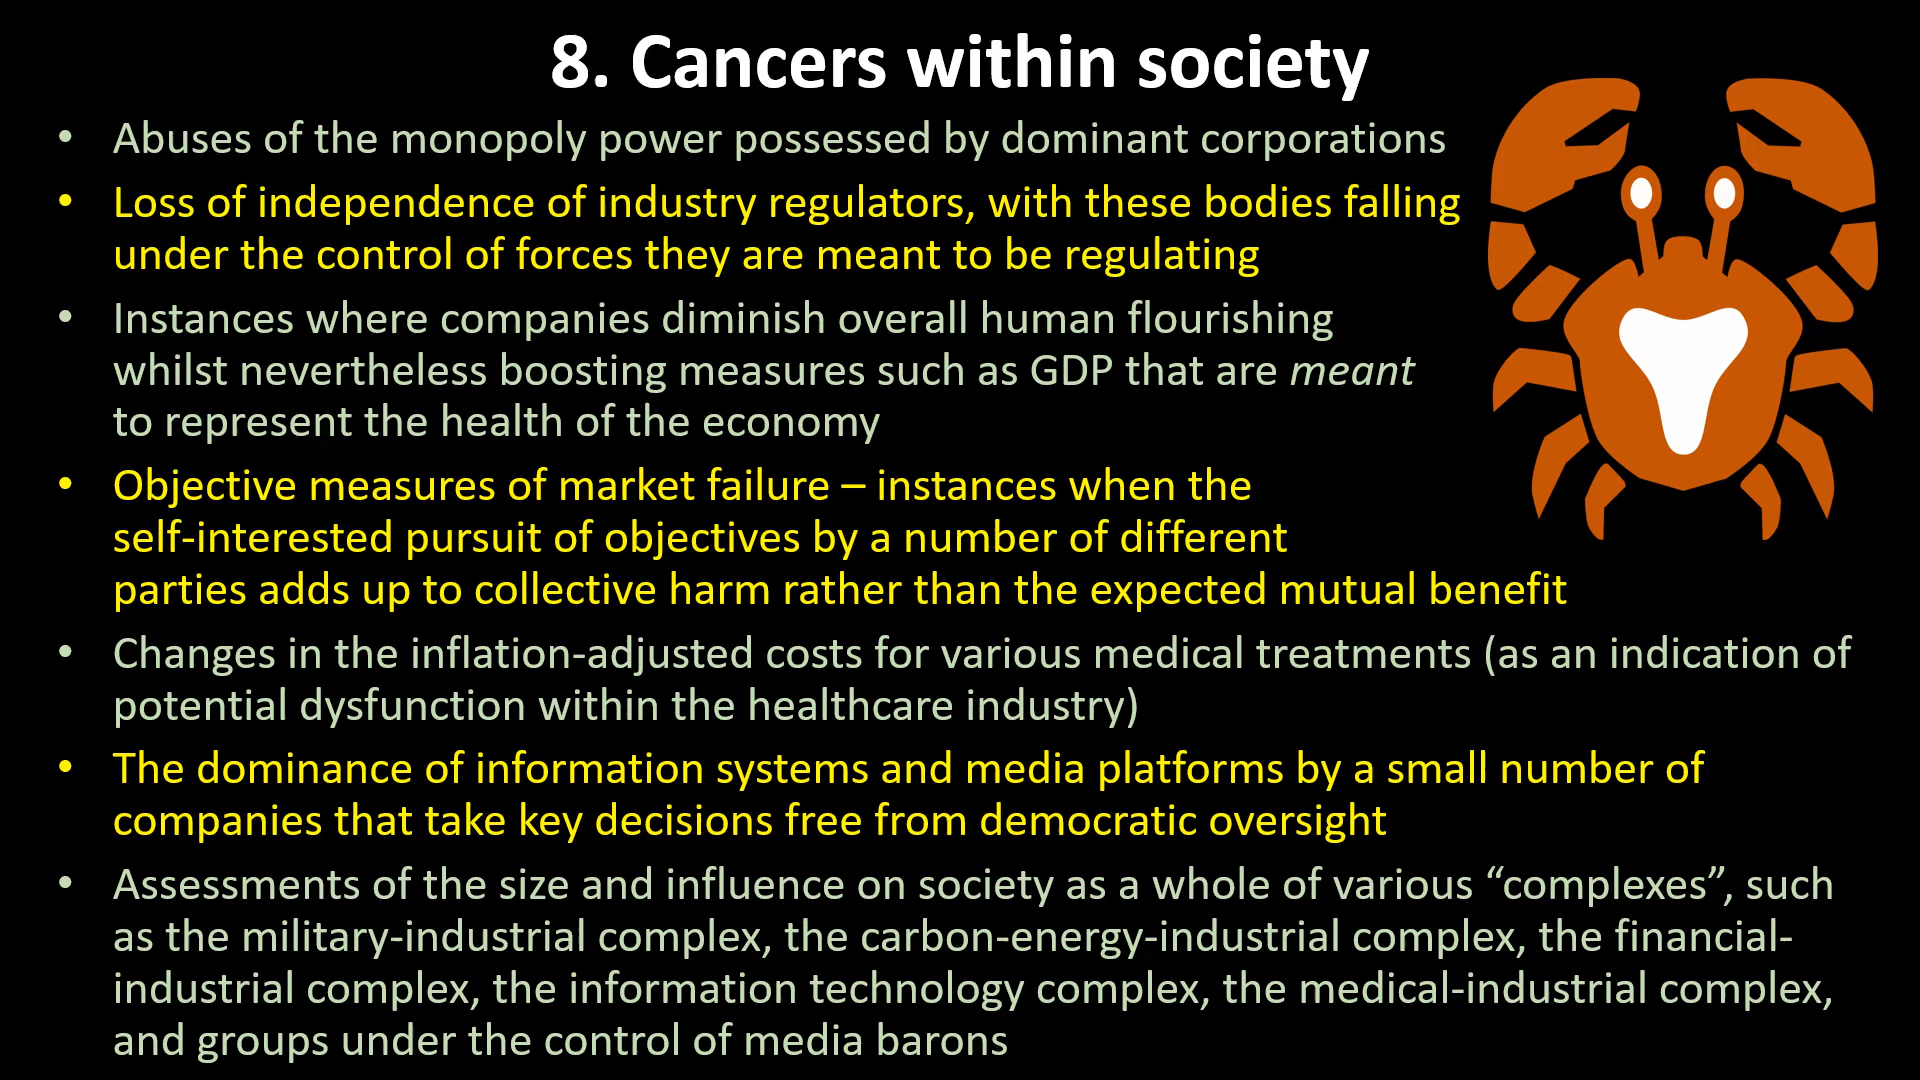 8. Cancers within society
• Abuses of the monopoly power possessed by dominant corporations
• Loss of independence of industry regulators, with these bodies falling
under the control of forces they are meant to be regulating
• Instances where companies diminish overall human flourishing
whilst nevertheless boosting measures such as GDP that are meant
to represent the health of the economy
• Objective measures of market failure – instances when the
self-interested pursuit of objectives by a number of different
parties adds up to collective harm rather than the expected mutual benefit
• Changes in the inflation-adjusted costs for various medical treatments (as an indication of
potential dysfunction within the healthcare industry)
• The dominance of information systems and media platforms by a small number of
companies that take key decisions free from democratic oversight
• Assessments of the size and influence on society as a whole of various “complexes”, such
as the military-industrial complex, the carbon-energy-industrial complex, the financial-
industrial complex, the information technology complex, the medical-industrial complex,
and groups under the control of media barons